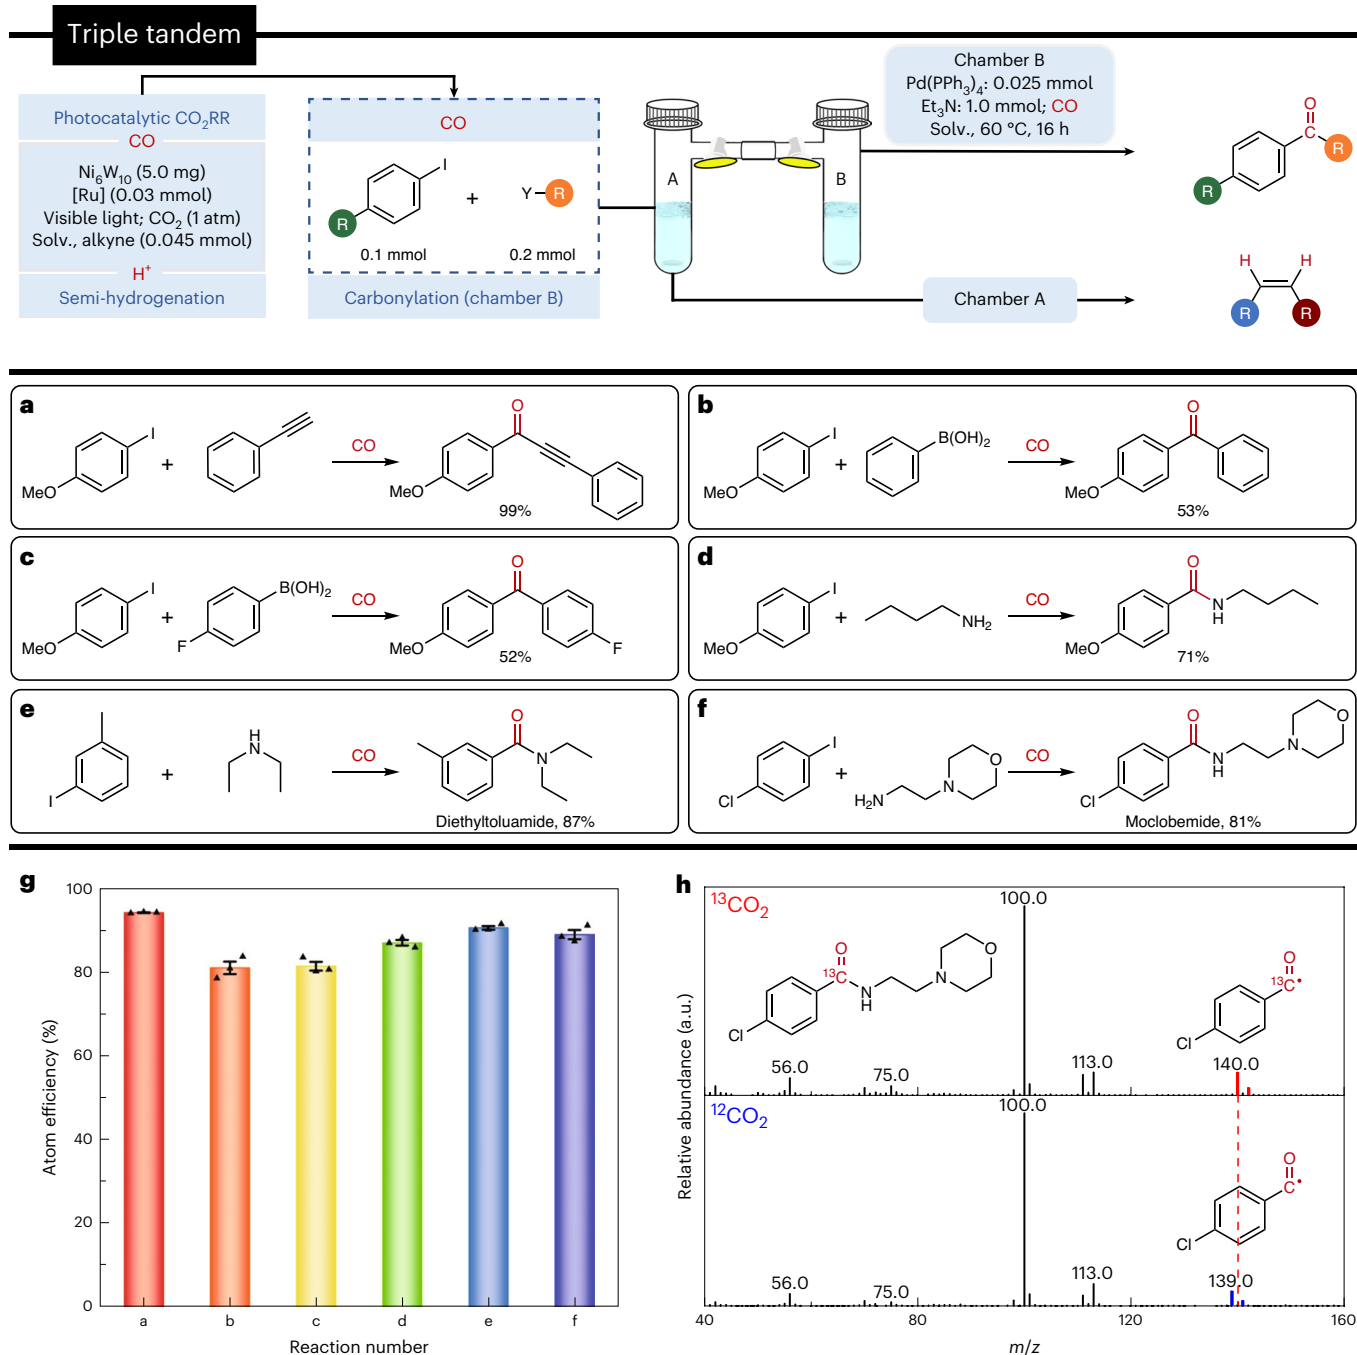 Triple tandem
Photocatalytic CO₂RR
CO
Ni₆W₁₀ (5.0 mg)
[Ru] (0.03 mmol)
Visible light; CO₂ (1 atm)
Solv., alkyne (0.045 mmol)
H⁺
Semi-hydrogenation
CO
I
R
+
Y
R
0.1 mmol
0.2 mmol
Carbonylation (chamber B)
A
B
Chamber B
Pd(PPh₃)₄: 0.025 mmol
Et₃N: 1.0 mmol; CO
Solv., 60 °C, 16 h
O
R
R
Chamber A
H H
R R
a
I
MeO
+
CO
O
MeO
99%
b
I
MeO
+
B(OH)₂
CO
O
MeO
53%
c
I
MeO
+
B(OH)₂
F
CO
O
MeO
F
52%
d
I
MeO
+
NH₂
CO
O
N
H
MeO
71%
e
I
+
H
N
CO
O
N
Diethyltoluamide, 87%
f
I
Cl
+
H₂N
N
O
CO
O
N
H
N
O
Cl
Moclobemide, 81%
g
Atom efficiency (%)
100
80
60
40
20
0
a b c d e f
Reaction number
h
Relative abundance (a.u.)
¹³CO₂
100.0
O
¹³C
N
H
N
O
Cl
O
¹³C•
Cl
56.0
75.0
113.0
140.0
¹²CO₂
100.0
O
C•
Cl
56.0
75.0
113.0
139.0
40 80 120 160
m/z